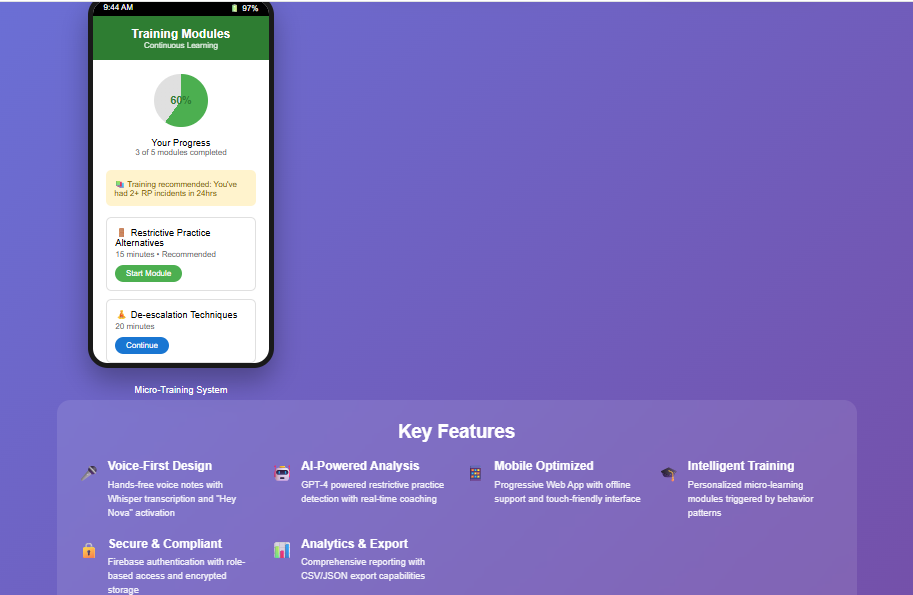 9:44 AM 97%
Training Modules
Continuous Learning
60%
Your Progress
3 of 5 modules completed
Training recommended: You've
had 2+ RP incidents in 24hrs
Restrictive Practice
Alternatives
15 minutes • Recommended
Start Module
De-escalation Techniques
20 minutes
Continue
Micro-Training System
Key Features
Voice-First Design
Hands-free voice notes with
Whisper transcription and "Hey
Nova" activation
AI-Powered Analysis
GPT-4 powered restrictive practice
detection with real-time coaching
Mobile Optimized
Progressive Web App with offline
support and touch-friendly interface
Intelligent Training
Personalized micro-learning
modules triggered by behavior
patterns
Secure & Compliant
Firebase authentication with role-
based access and encrypted
storage
Analytics & Export
Comprehensive reporting with
CSV/JSON export capabilities